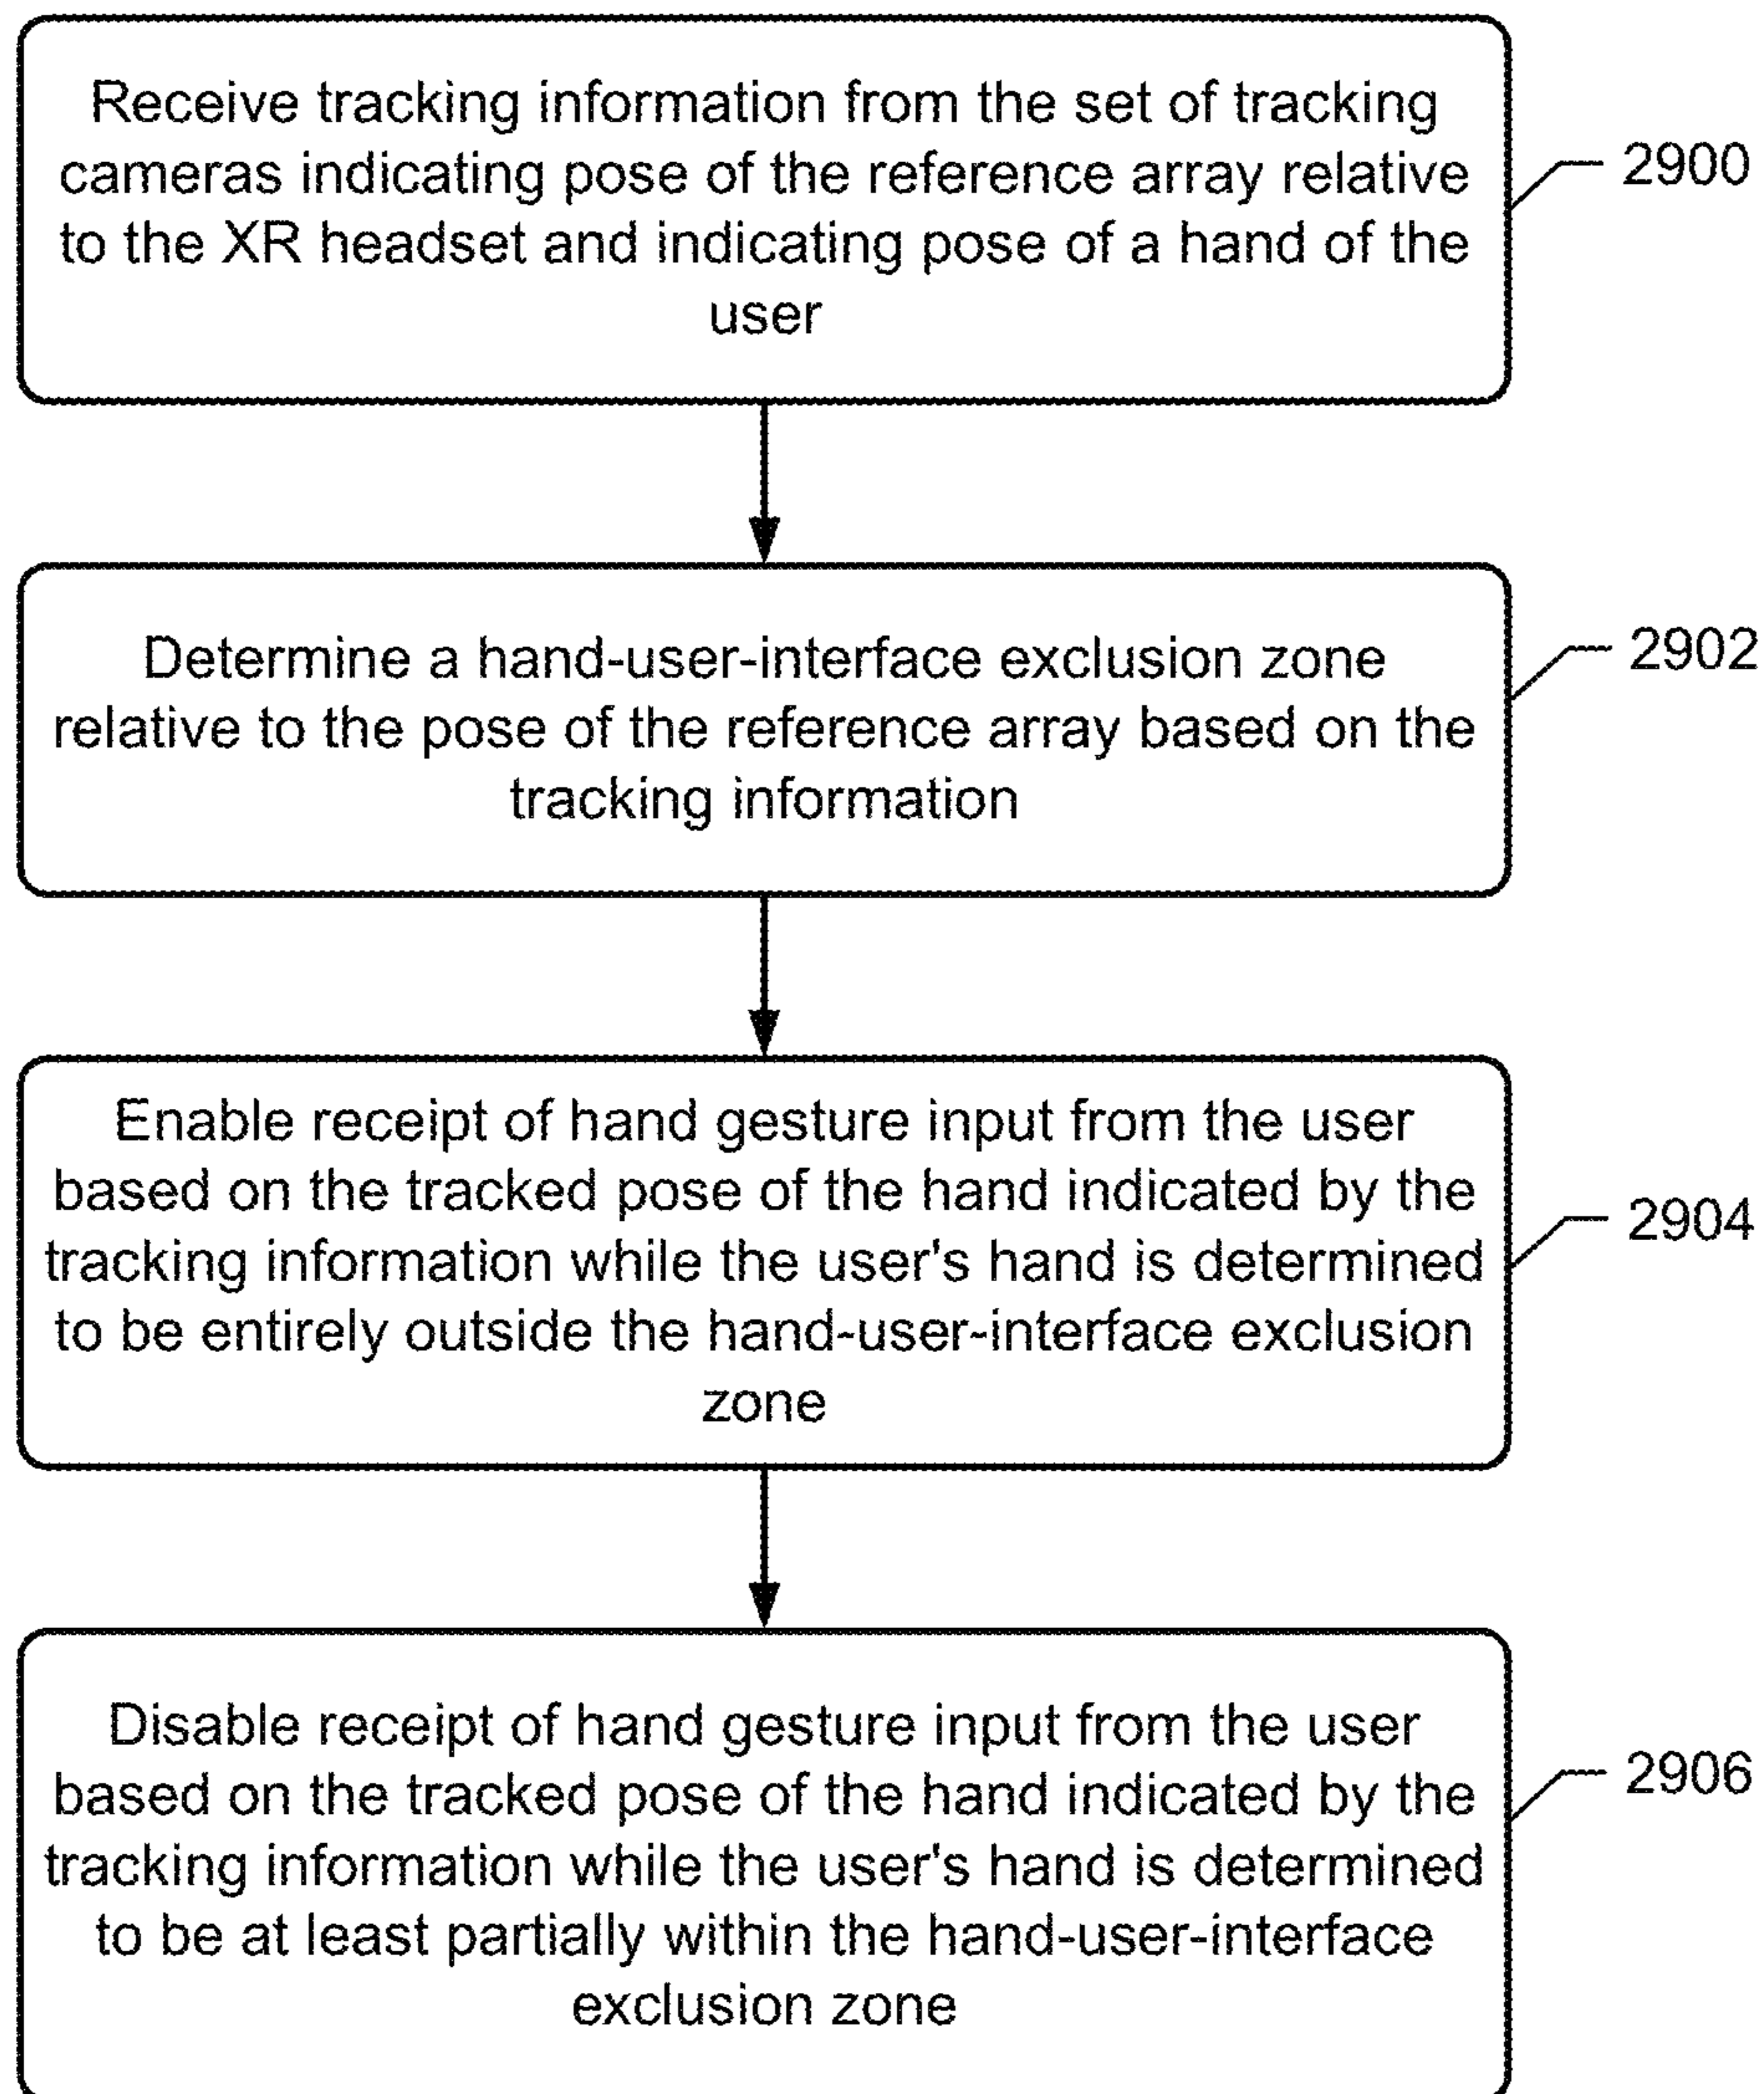 Receive tracking information from the set of tracking
cameras indicating pose of the reference array relative
to the XR headset and indicating pose of a hand of the
user
2900
Determine a hand-user-interface exclusion zone
relative to the pose of the reference array based on the
tracking information
2902
Enable receipt of hand gesture input from the user
based on the tracked pose of the hand indicated by the
tracking information while the user's hand is determined
to be entirely outside the hand-user-interface exclusion
zone
2904
Disable receipt of hand gesture input from the user
based on the tracked pose of the hand indicated by the
tracking information while the user's hand is determined
to be at least partially within the hand-user-interface
exclusion zone
2906